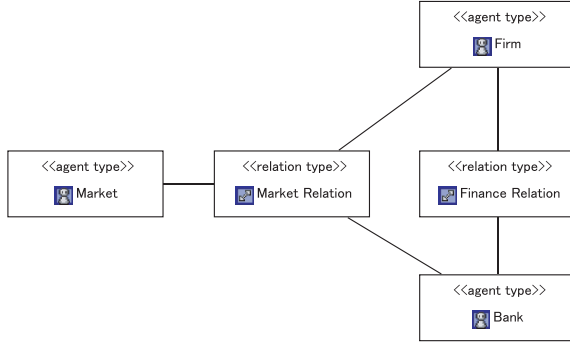 <<agent type>>
Firm
<<agent type>>
Market
<<relation type>>
Market Relation
<<relation type>>
Finance Relation
<<agent type>>
Bank